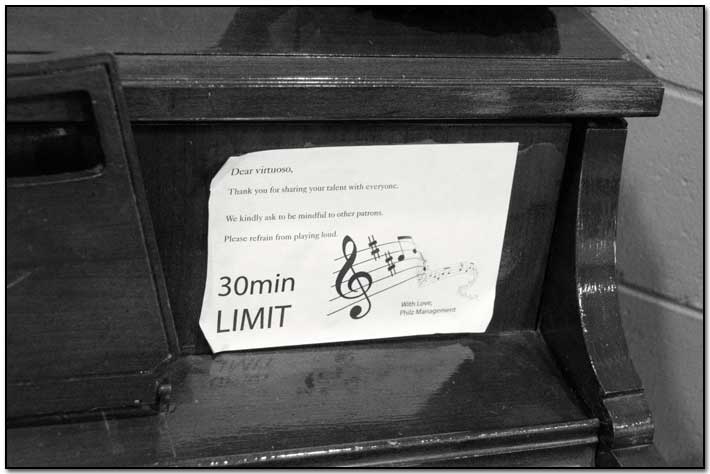 Dear virtuoso,
Thank you for sharing your talent with everyone.
We kindly ask to be mindful to other patrons.
Please refrain from playing loud.
30min
LIMIT
With Love,
Philz Management